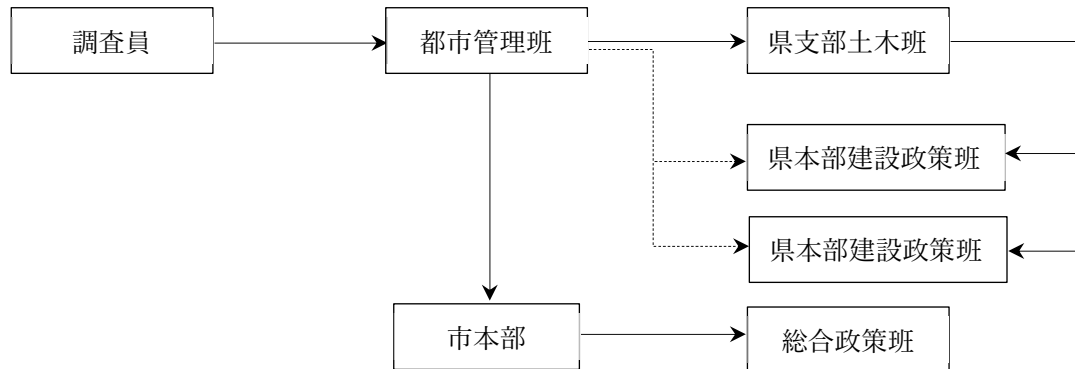 調査員
都市管理班
県支部土木班
県本部建設政策班
県本部建設政策班
市本部
総合政策班